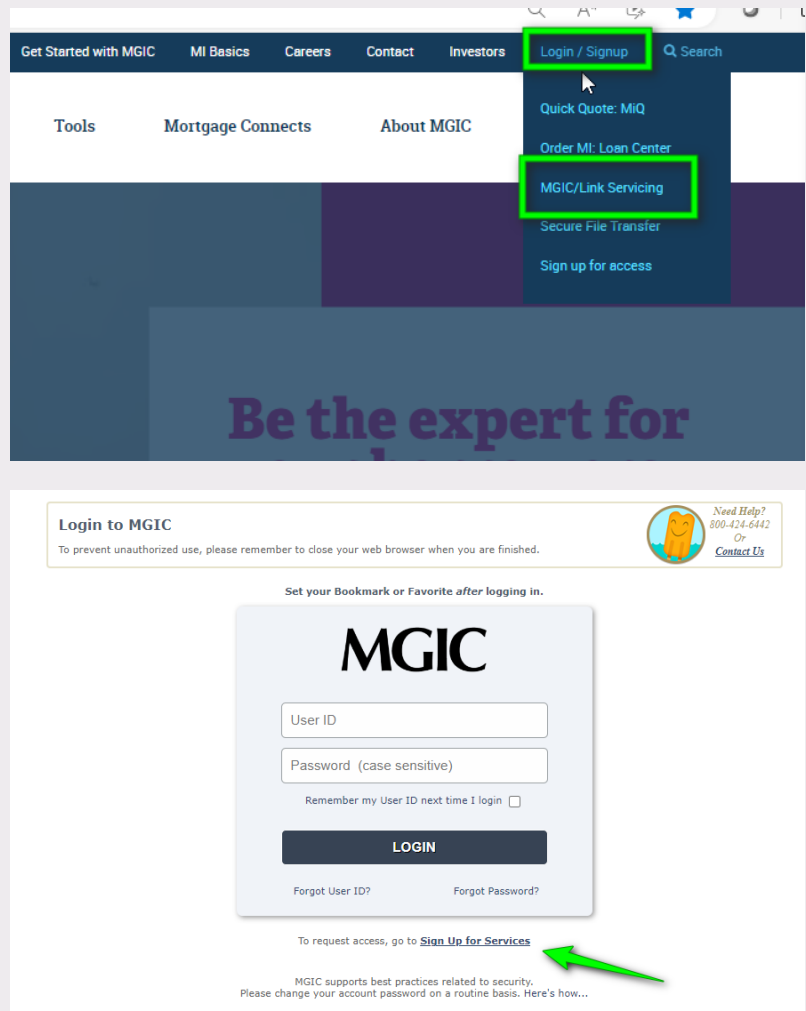 Get Started with MGIC MI Basics Careers Contact Investors Login / Signup Search
Tools Mortgage Connects About MGIC
Quick Quote: MiQ
Order MI: Loan Center
MGIC/Link Servicing
Secure File Transfer
Sign up for access
Be the expert for
Login to MGIC
To prevent unauthorized use, please remember to close your web browser when you are finished.
Need Help?
800-424-6442
Or
Contact Us
Set your Bookmark or Favorite after logging in.
MGIC
User ID
Password (case sensitive)
Remember my User ID next time I login
LOGIN
Forgot User ID? Forgot Password?
To request access, go to Sign Up for Services
MGIC supports best practices related to security.
Please change your account password on a routine basis. Here's how...